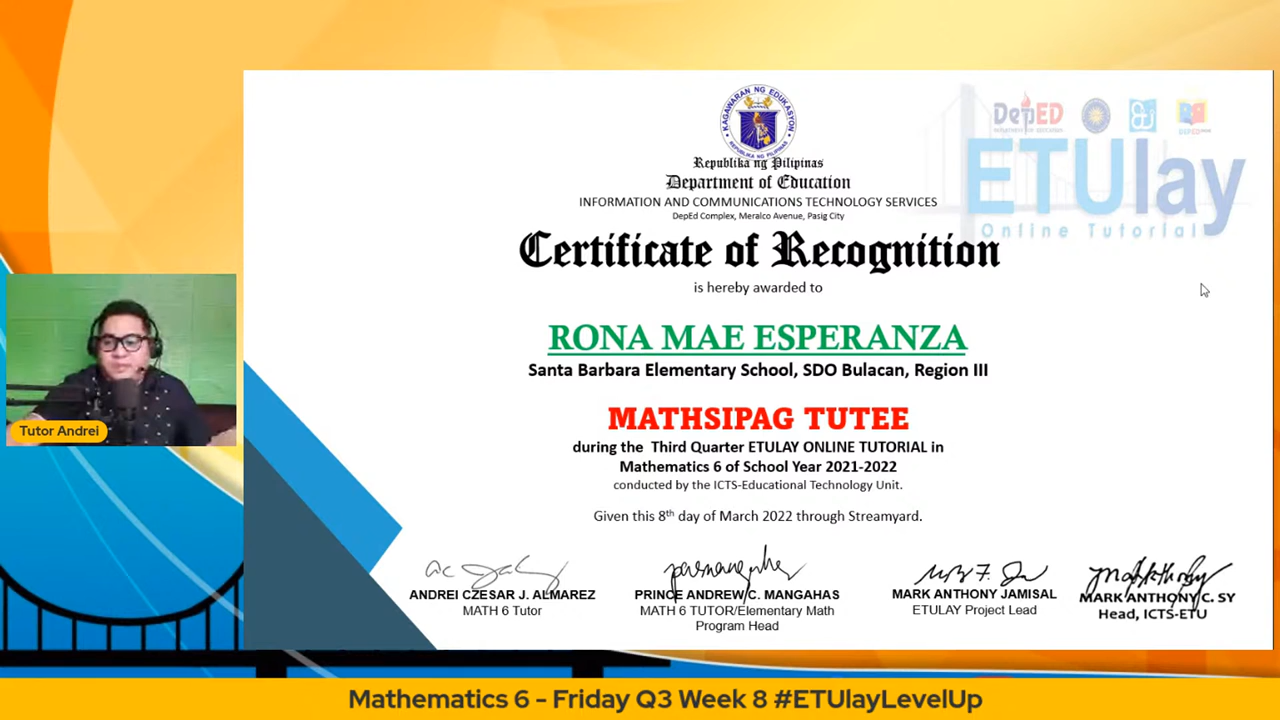 KAGAWARAN NG EDUKASYON
REPUBLIKA NG PILIPINAS
Republika ng Pilipinas
Department of Education
INFORMATION AND COMMUNICATIONS TECHNOLOGY SERVICES
DepEd Complex, Meralco Avenue, Pasig City
DepED
DEPARTMENT OF EDUCATION
ETUlay
Online Tutorial
Certificate of Recognition
is hereby awarded to
RONA MAE ESPERANZA
Santa Barbara Elementary School, SDO Bulacan, Region III
MATHSIPAG TUTEE
during the Third Quarter ETULAY ONLINE TUTORIAL in
Mathematics 6 of School Year 2021-2022
conducted by the ICTS-Educational Technology Unit.
Given this 8th day of March 2022 through Streamyard.
ANDREI CZESAR J. ALMAREZ
MATH 6 Tutor
PRINCE ANDREW C. MANGAHAS
MATH 6 TUTOR/Elementary Math
Program Head
MARK ANTHONY JAMISAL
ETULAY Project Lead
MARK ANTHONY C. SY
Head, ICTS-ETU
Tutor Andrei
Mathematics 6 - Friday Q3 Week 8 #ETUlayLevelUp